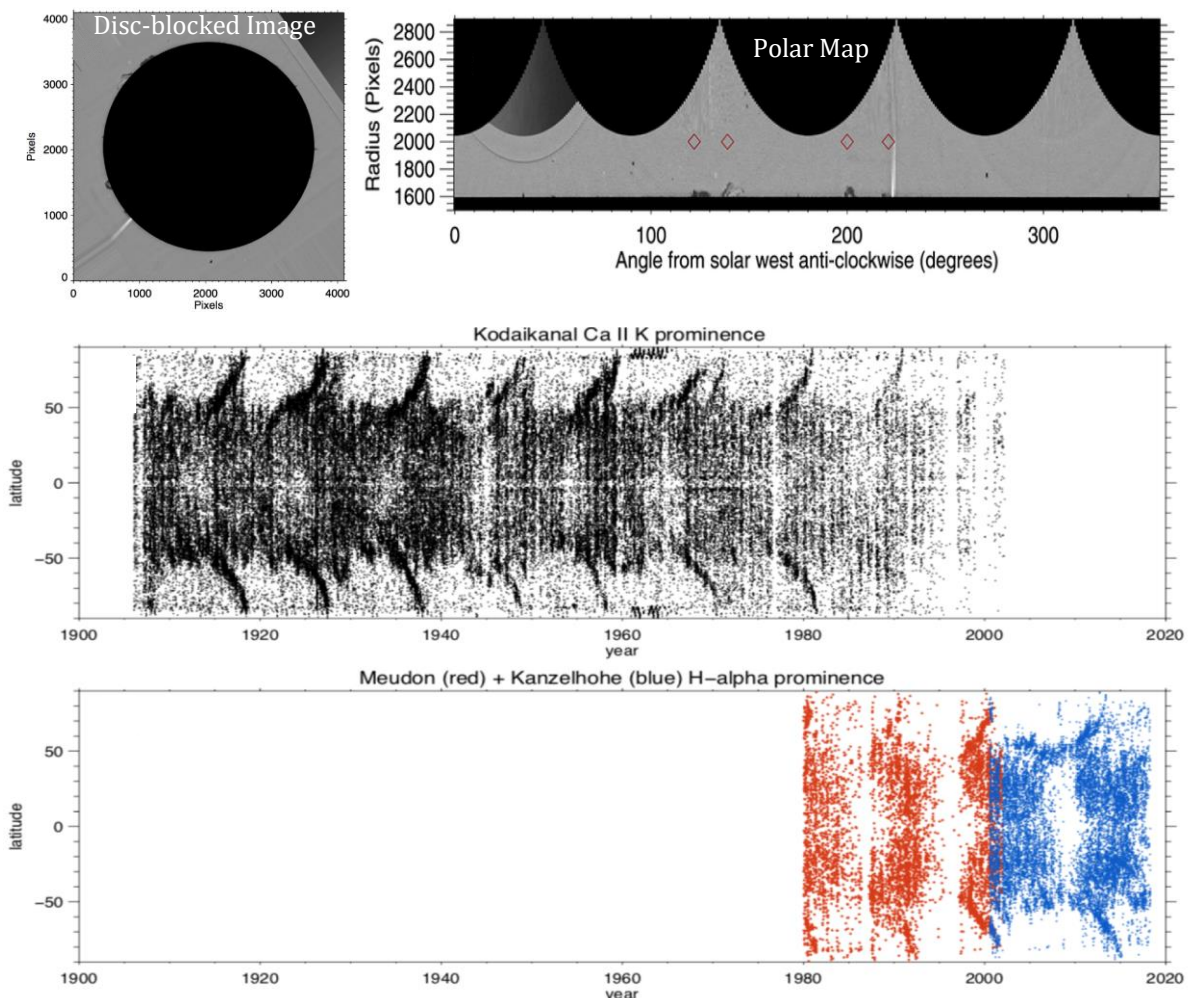 Disc-blocked Image
4000
3000
2000
1000
0
Pixels
0 1000 2000 3000 4000
Pixels
Polar Map
2800
2600
2400
2200
2000
1800
1600
Radius (Pixels)
0 100 200 300
Angle from solar west anti-clockwise (degrees)
Kodaikanal Ca II K prominence
50
0
−50
latitude
1900 1920 1940 1960 1980 2000 2020
year
Meudon (red) + Kanzelhohe (blue) H−alpha prominence
50
0
−50
latitude
1900 1920 1940 1960 1980 2000 2020
year